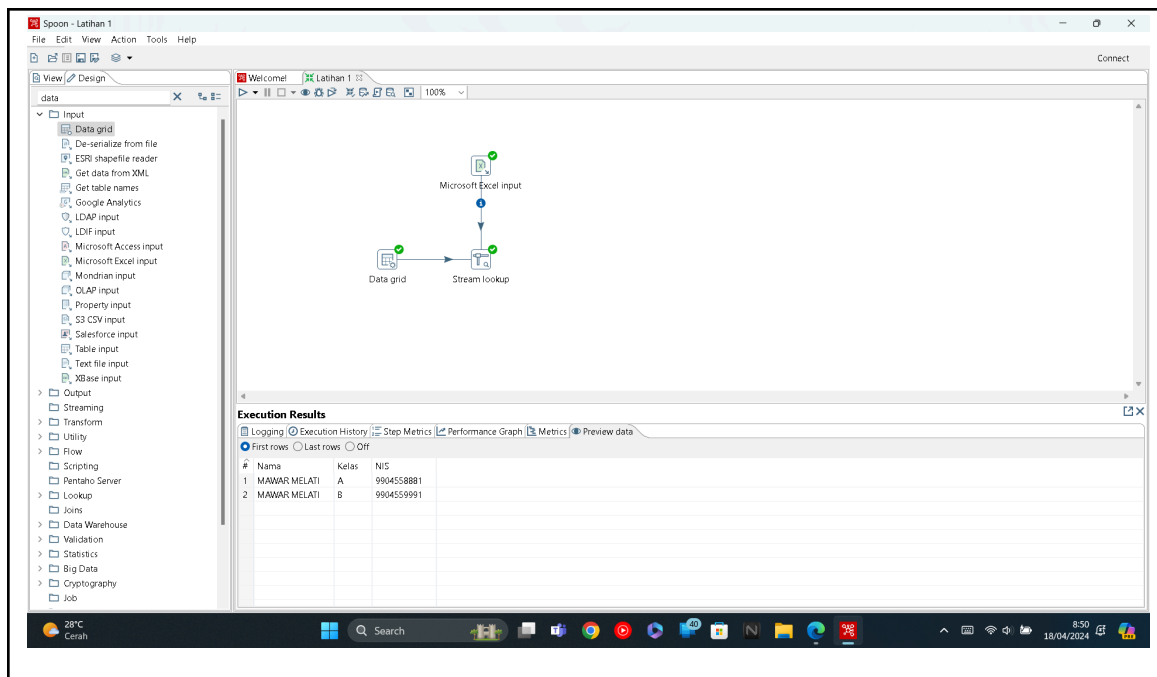 Spoon - Latihan 1
File Edit View Action Tools Help
Connect
View Design
Welcome! Latihan 1
data
100%
Input
Data grid
De-serialize from file
ESRI shapefile reader
Get data from XML
Get table names
Google Analytics
LDAP input
LDIF input
Microsoft Access input
Microsoft Excel input
Mondrian input
OLAP input
Property input
S3 CSV input
Salesforce input
Table input
Text file input
XBase input
Output
Streaming
Transform
Utility
Flow
Scripting
Pentaho Server
Lookup
Joins
Data Warehouse
Validation
Statistics
Big Data
Cryptography
Job
Microsoft Excel input
Data grid Stream lookup
Execution Results
Logging Execution History Step Metrics Performance Graph Metrics Preview data
First rows Last rows Off
# Nama Kelas NIS
1 MAWAR MELATI A 9904558881
2 MAWAR MELATI B 9904559991
28°C
Cerah
Search
40
8:50
18/04/2024